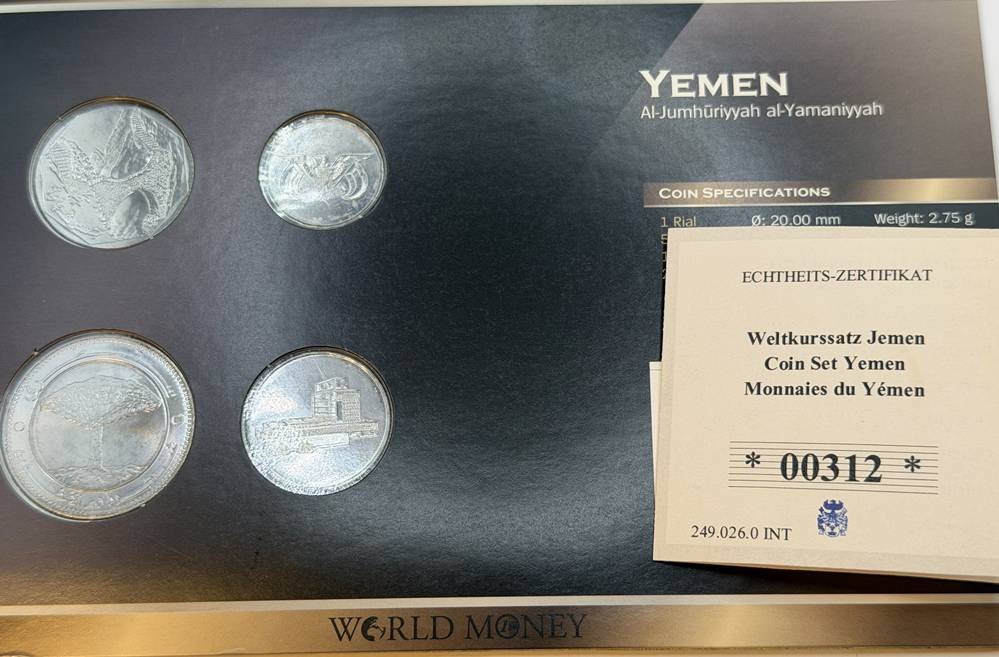 YEMEN
Al-Jumhūriyyah al-Yamaniyyah
COIN SPECIFICATIONS
1 Rial Ø: 20.00 mm Weight: 2.75 g
ECHTHEITS-ZERTIFIKAT
Weltkurssatz Jemen
Coin Set Yemen
Monnaies du Yémen
* 00312 *
249.026.0 INT
WORLD MONEY